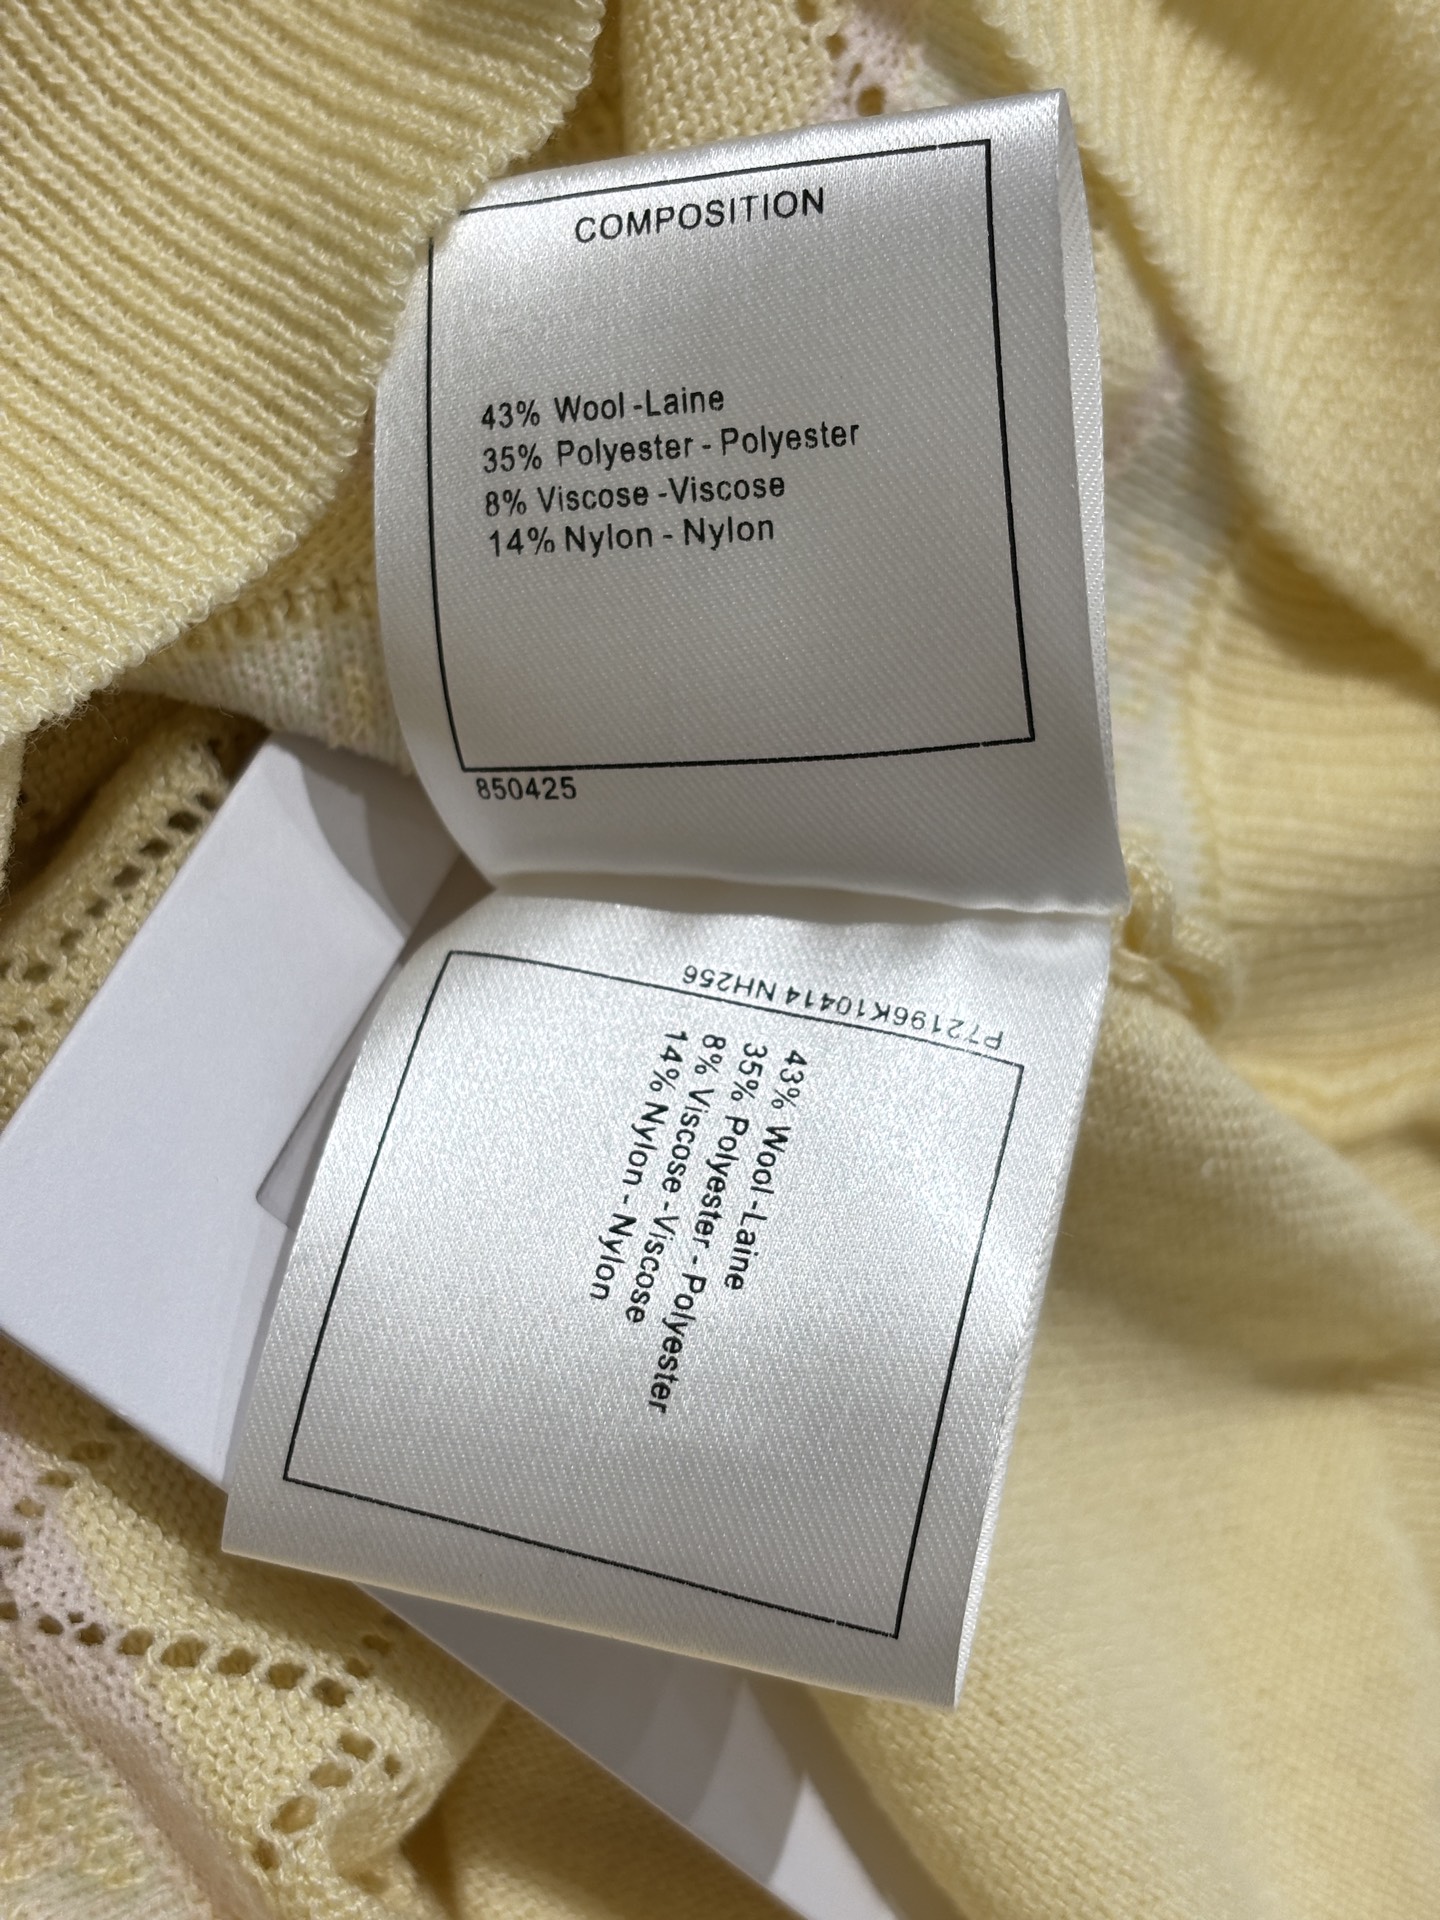 COMPOSITION
43% Wool -Laine
35% Polyester - Polyester
8% Viscose -Viscose
14% Nylon - Nylon
850425
P72196K10414 NH256
43% Wool -Laine
35% Polyester - Polyester
8% Viscose -Viscose
14% Nylon - Nylon